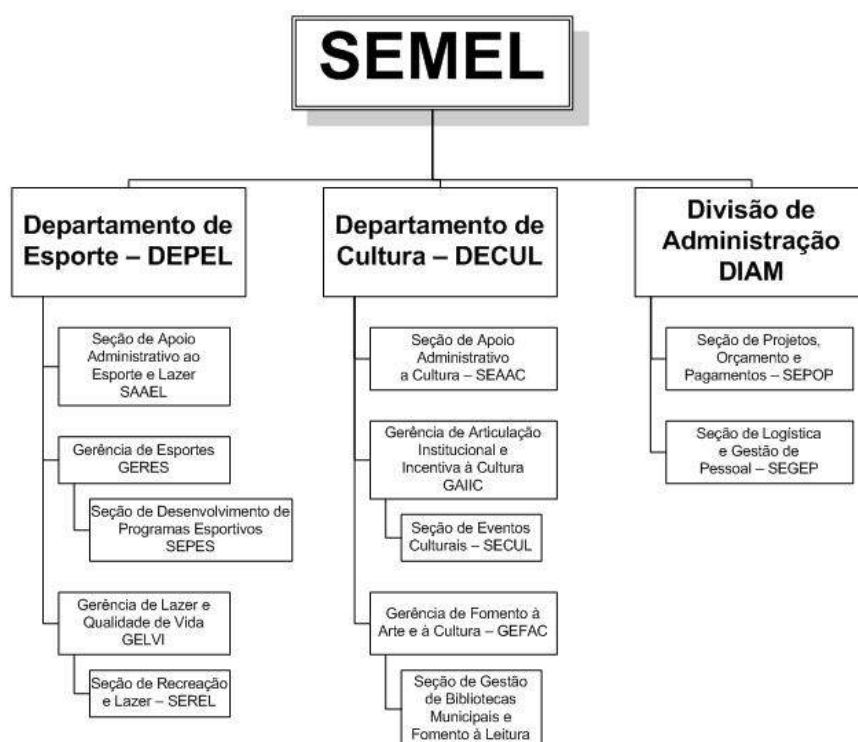 SEMEL
Departamento de
Esporte – DEPEL
Seção de Apoio
Administrativo ao
Esporte e Lazer
SAAEL
Gerência de Esportes
GERES
Seção de Desenvolvimento de
Programas Esportivos
SEPES
Gerência de Lazer e
Qualidade de Vida
GELVI
Seção de Recreação
e Lazer – SEREL
Departamento de
Cultura – DECUL
Seção de Apoio
Administrativo
a Cultura – SEAAC
Gerência de Articulação
Institucional e
Incentiva à Cultura
GAIIC
Seção de Eventos
Culturais – SECUL
Gerência de Fomento à
Arte e à Cultura – GEFAC
Seção de Gestão
de Bibliotecas
Municipais e
Fomento à Leitura
Divisão de
Administração
DIAM
Seção de Projetos,
Orçamento e
Pagamentos – SEPOP
Seção de Logística
e Gestão de
Pessoal – SEGEP